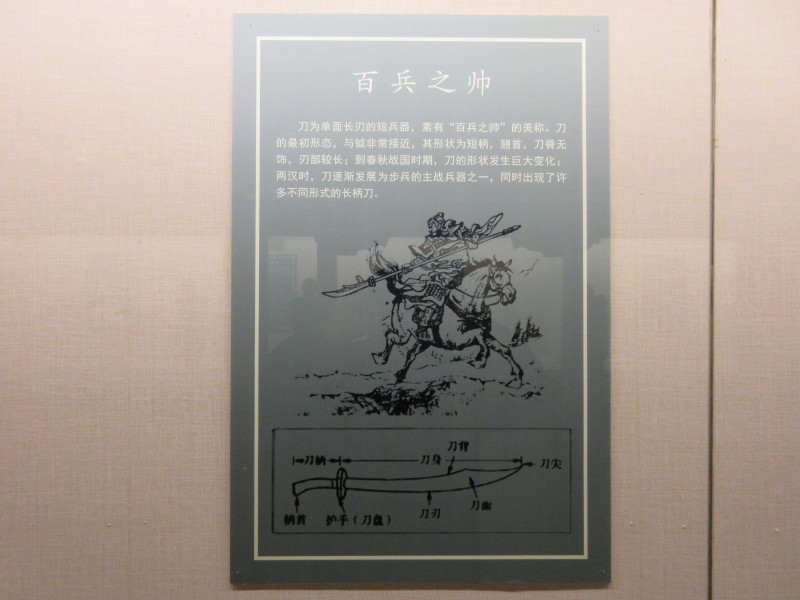 百兵之帅
刀为单面长刃的短兵器，素有“百兵之帅”的美称。刀
的最初形态，与钺非常接近，其形状为短柄，翘首，刀脊无
饰，刃部较长；到春秋战国时期，刀的形状发生巨大变化；
两汉时，刀逐渐发展为步兵的主战兵器之一，同时出现了许
多不同形式的长柄刀。
刀背
刀柄 刀身 刀尖
柄首 护手（刀盘） 刀刃 刀面